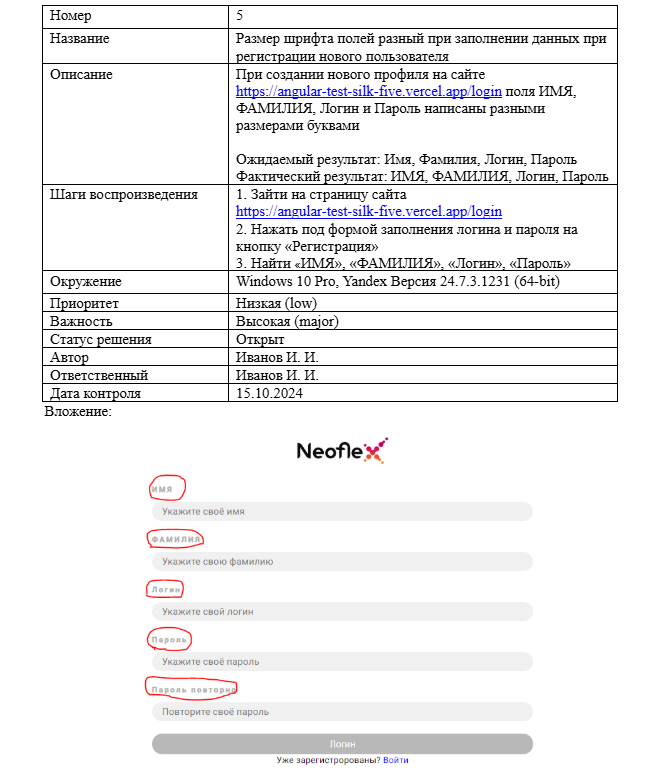 Номер 5
Название Размер шрифта полей разный при заполнении данных при
регистрации нового пользователя
Описание При создании нового профиля на сайте
https://angular-test-silk-five.vercel.app/login поля ИМЯ,
ФАМИЛИЯ, Логин и Пароль написаны разными
размерами буквами
Ожидаемый результат: Имя, Фамилия, Логин, Пароль
Фактический результат: ИМЯ, ФАМИЛИЯ, Логин, Пароль
Шаги воспроизведения 1. Зайти на страницу сайта
https://angular-test-silk-five.vercel.app/login
2. Нажать под формой заполнения логина и пароля на
кнопку «Регистрация»
3. Найти «ИМЯ», «ФАМИЛИЯ», «Логин», «Пароль»
Окружение Windows 10 Pro, Yandex Версия 24.7.3.1231 (64-bit)
Приоритет Низкая (low)
Важность Высокая (major)
Статус решения Открыт
Автор Иванов И. И.
Ответственный Иванов И. И.
Дата контроля 15.10.2024
Вложение:
Neoflex
ИМЯ
Укажите своё имя
ФАМИЛИЯ
Укажите свою фамилию
Логин
Укажите свой логин
Пароль
Укажите своё пароль
Пароль повторно
Повторите своё пароль
Логин
Уже зарегистророваны? Войти